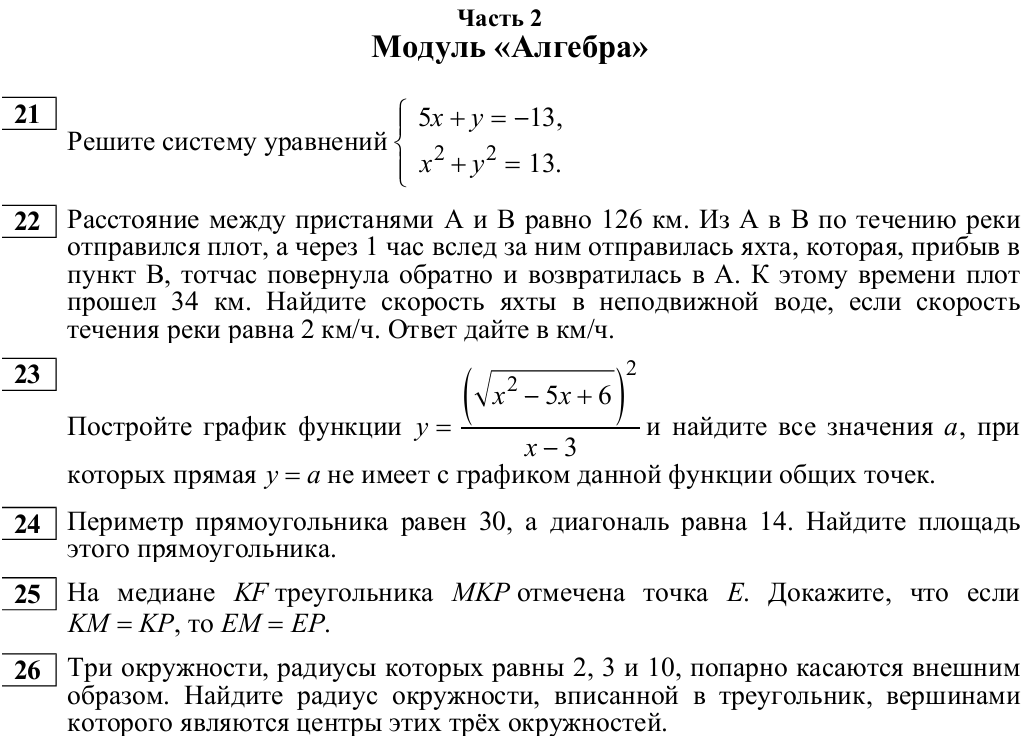 Часть 2
Модуль «Алгебра»
21
Решите систему уравнений { 5x + y = −13,
x² + y² = 13.
22 Расстояние между пристанями А и В равно 126 км. Из А в В по течению реки
отправился плот, а через 1 час вслед за ним отправилась яхта, которая, прибыв в
пункт В, тотчас повернула обратно и возвратилась в А. К этому времени плот
прошел 34 км. Найдите скорость яхты в неподвижной воде, если скорость
течения реки равна 2 км/ч. Ответ дайте в км/ч.
23
Постройте график функции y = (√(x² − 5x + 6))² / (x − 3) и найдите все значения a, при
которых прямая y = a не имеет с графиком данной функции общих точек.
24 Периметр прямоугольника равен 30, а диагональ равна 14. Найдите площадь
этого прямоугольника.
25 На медиане KF треугольника MKP отмечена точка E. Докажите, что если
KM = KP, то EM = EP.
26 Три окружности, радиусы которых равны 2, 3 и 10, попарно касаются внешним
образом. Найдите радиус окружности, вписанной в треугольник, вершинами
которого являются центры этих трёх окружностей.